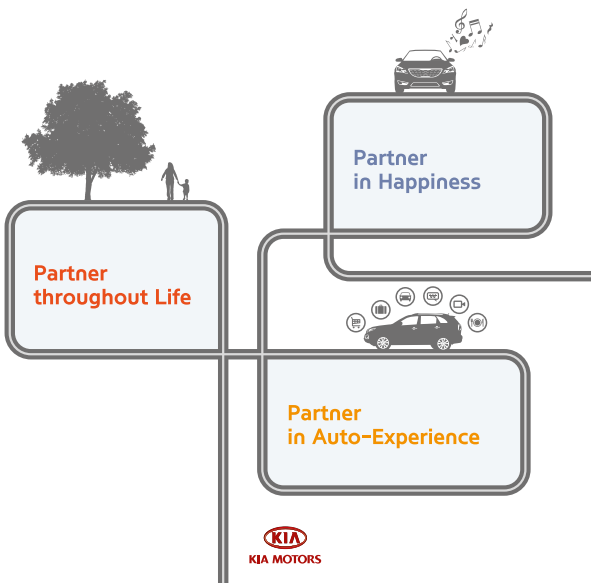 Partner
in Happiness
Partner
throughout Life
Partner
in Auto-Experience
KIA
KIA MOTORS